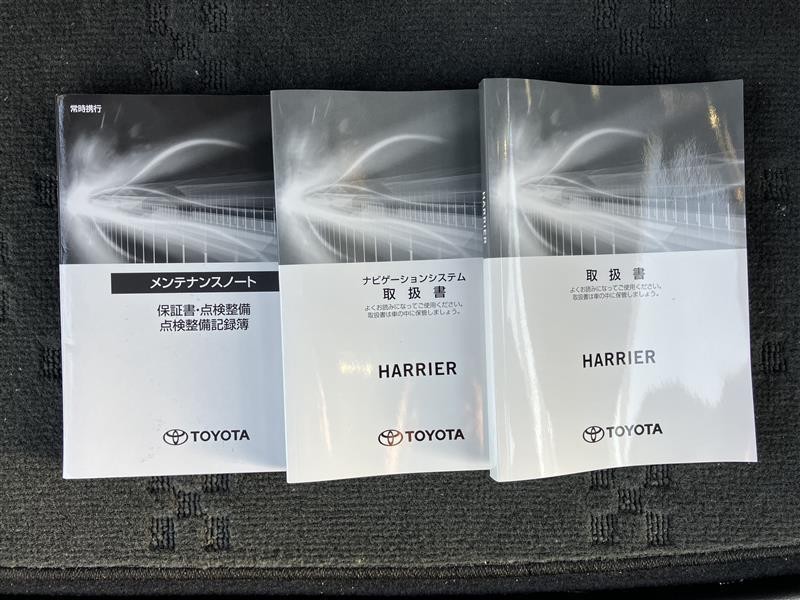 常時携行
メンテナンスノート
保証書・点検整備
点検整備記録簿
TOYOTA
ナビゲーションシステム
取扱書
よくお読みになってご使用ください。
取扱書は車の中に保管しましょう。
HARRIER
TOYOTA
HARRIER
取扱書
よくお読みになってご使用ください。
取扱書は車の中に保管しましょう。
HARRIER
TOYOTA